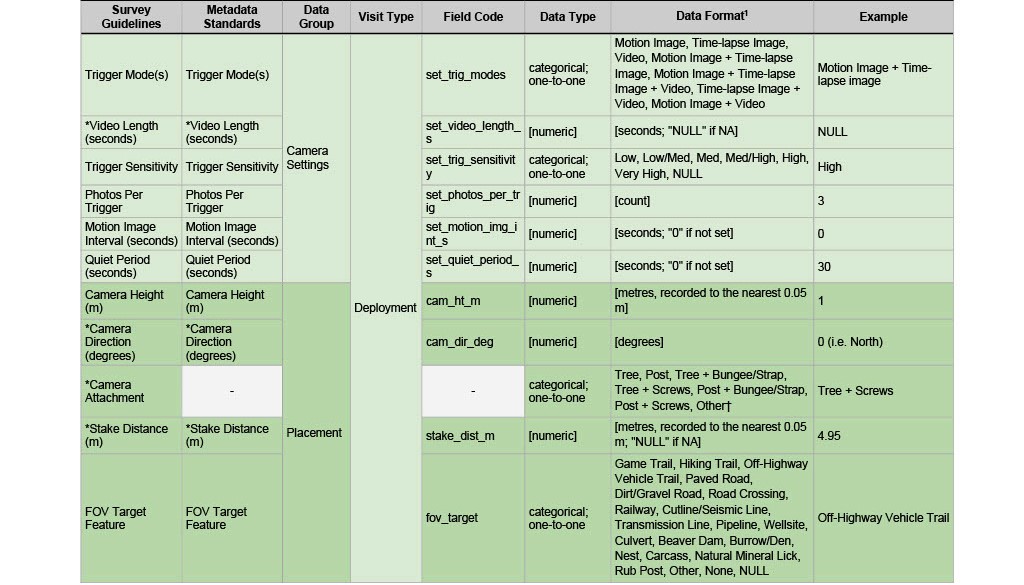 Survey Guidelines
Metadata Standards
Data Group
Visit Type
Field Code
Data Type
Data Format¹
Example
Trigger Mode(s)
Trigger Mode(s)
Camera
Settings
Deployment
set_trig_modes
categorical;
one-to-one
Motion Image, Time-lapse Image,
Video, Motion Image + Time-lapse
Image, Motion Image + Time-lapse
Image + Video, Time-lapse Image +
Video, Motion Image + Video
Motion Image + Time-
lapse image
*Video Length
(seconds)
*Video Length
(seconds)
set_video_length_
s
[numeric]
[seconds; "NULL" if NA]
NULL
Trigger Sensitivity
Trigger Sensitivity
set_trig_sensitivit
y
categorical;
one-to-one
Low, Low/Med, Med, Med/High, High,
Very High, NULL
High
Photos Per
Trigger
Photos Per
Trigger
set_photos_per_tr
ig
[numeric]
[count]
3
Motion Image
Interval (seconds)
Motion Image
Interval (seconds)
set_motion_img_i
nt_s
[numeric]
[seconds; "0" if not set]
0
Quiet Period
(seconds)
Quiet Period
(seconds)
set_quiet_period_
s
[numeric]
[seconds; "0" if not set]
30
Camera Height
(m)
Camera Height
(m)
Placement
cam_ht_m
[numeric]
[metres, recorded to the nearest 0.05
m]
1
*Camera
Direction
(degrees)
*Camera
Direction
(degrees)
cam_dir_deg
[numeric]
[degrees]
0 (i.e. North)
*Camera
Attachment
-
-
categorical;
one-to-one
Tree, Post, Tree + Bungee/Strap,
Tree + Screws, Post + Bungee/Strap,
Post + Screws, Other†
Tree + Screws
*Stake Distance
(m)
*Stake Distance
(m)
stake_dist_m
[numeric]
[metres, recorded to the nearest 0.05
m; "NULL" if NA]
4.95
FOV Target
Feature
FOV Target
Feature
fov_target
categorical;
one-to-one
Game Trail, Hiking Trail, Off-Highway
Vehicle Trail, Paved Road,
Dirt/Gravel Road, Road Crossing,
Railway, Cutline/Seismic Line,
Transmission Line, Pipeline, Wellsite,
Culvert, Beaver Dam, Burrow/Den,
Nest, Carcass, Natural Mineral Lick,
Rub Post, Other, None, NULL
Off-Highway Vehicle Trail